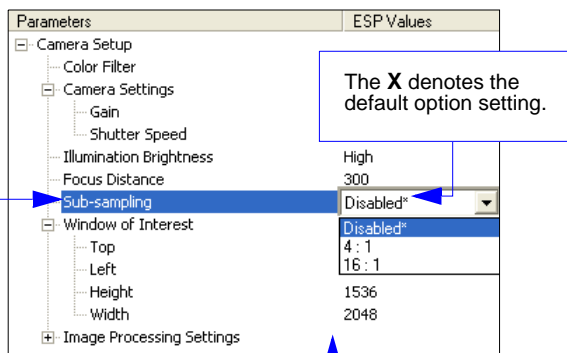 Parameters ESP Values
Camera Setup
Color Filter
The X denotes the
default option setting.
Camera Settings
Gain
Shutter Speed
Illumination Brightness High
Focus Distance 300
Sub-sampling Disabled*
Window of Interest Disabled*
Top 4 : 1
Left 16 : 1
Height 1536
Width 2048
Image Processing Settings